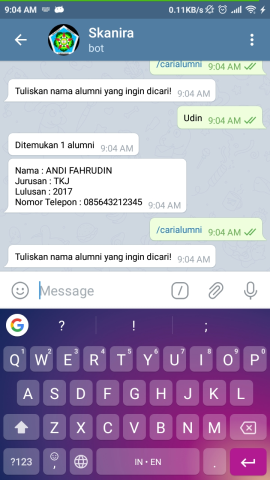 9:04 AM
0.11KB/s
Skanira
bot
/carialumni 9:04 AM
Tuliskan nama alumni yang ingin dicari! 9:04 AM
Udin 9:04 AM
Ditemukan 1 alumni 9:04 AM
Nama : ANDI FAHRUDIN
Jurusan : TKJ
Lulusan : 2017
Nomor Telepon : 085643212345 9:04 AM
/carialumni 9:04 AM
Tuliskan nama alumni yang ingin dicari! 9:04 AM
Message
G ? ! ;
Q 1 W 2 E 3 R 4 T 5 Y 6 U 7 I 8 O 9 P 0
A S D F G H J K L
Z X C V B N M
?123 , IN • EN .